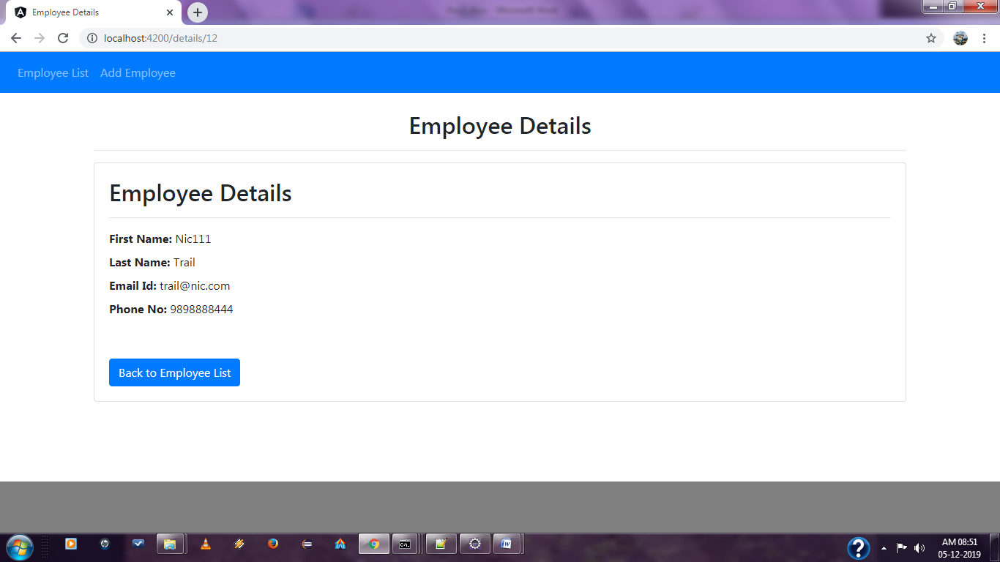 Employee Details
localhost:4200/details/12
Employee List Add Employee
Employee Details
Employee Details
First Name: Nic111
Last Name: Trail
Email Id: trail@nic.com
Phone No: 9898888444
Back to Employee List
AM 08:51
05-12-2019